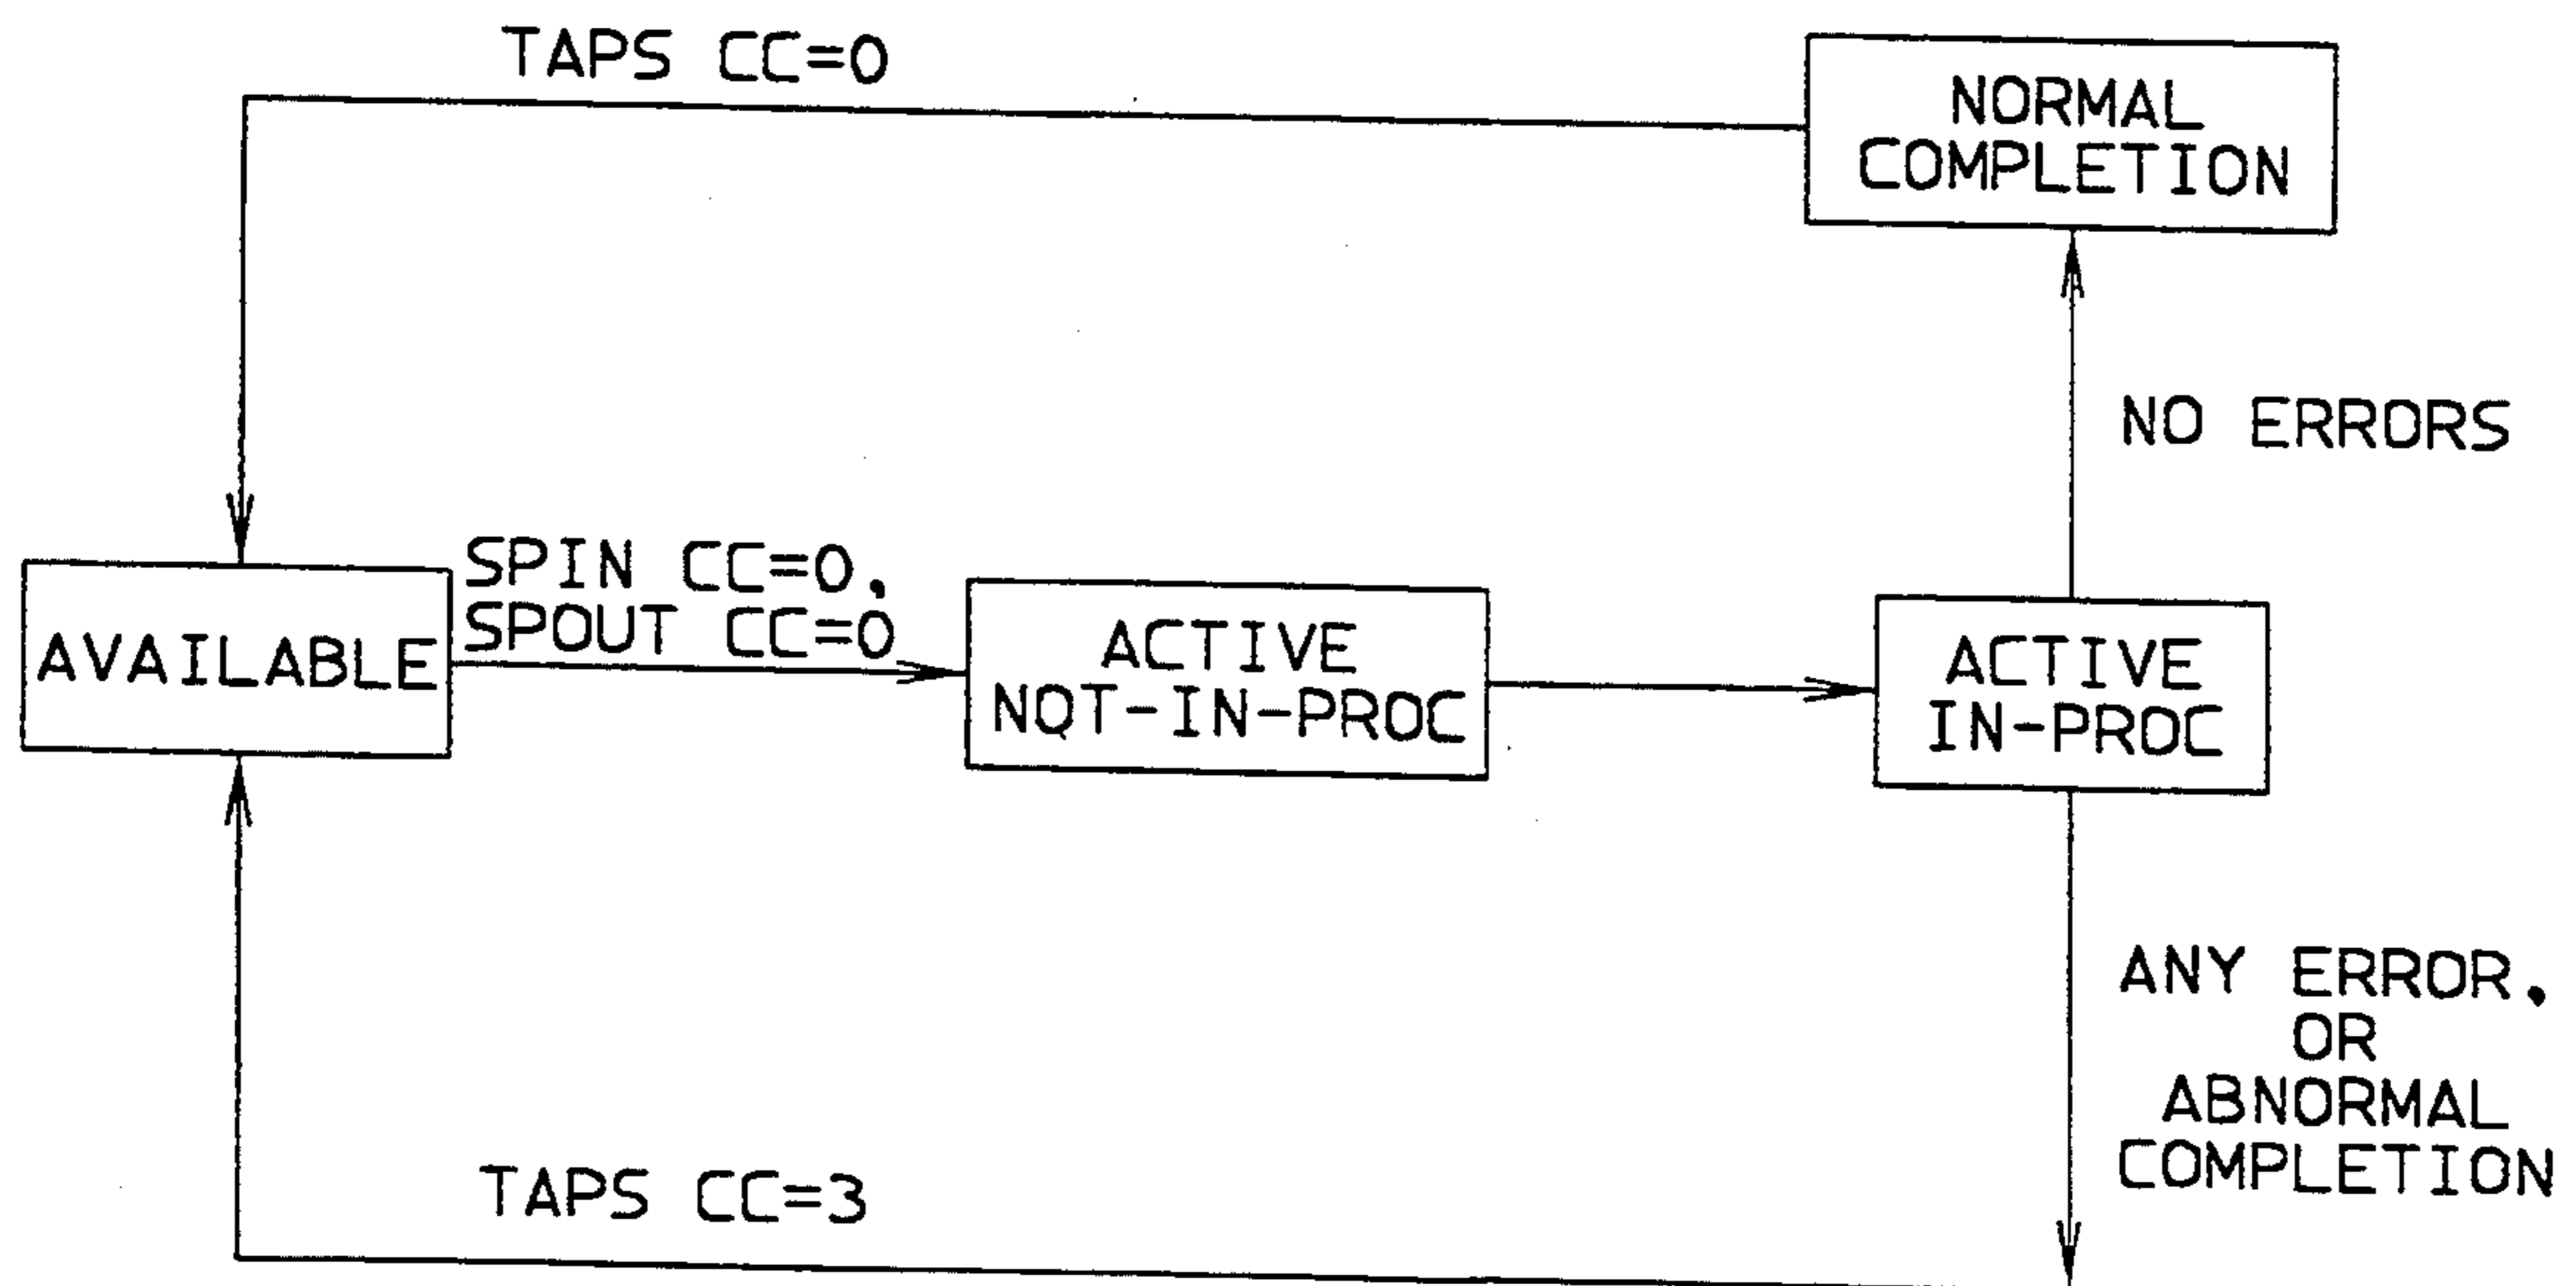 TAPS CC=0
NORMAL
COMPLETION
NO ERRORS
SPIN CC=0,
SPOUT CC=0
AVAILABLE
ACTIVE
NOT-IN-PROC
ACTIVE
IN-PROC
ANY ERROR,
OR
ABNORMAL
COMPLETION
TAPS CC=3